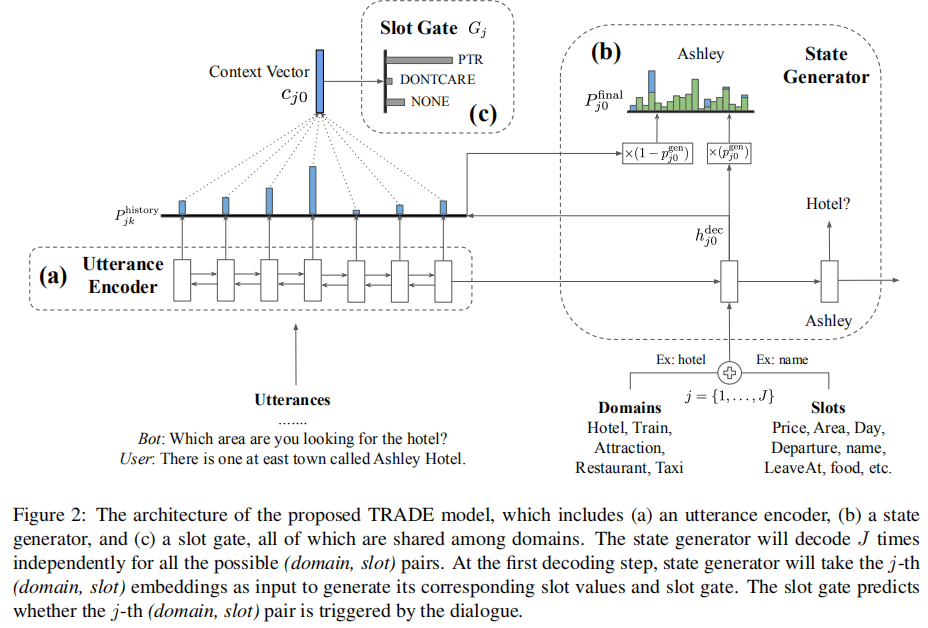 Slot Gate G_j
PTR
DONTCARE
NONE
(c)
Context Vector
c_{j0}
(b)
Ashley
State
Generator
P_{j0}^{final}
×(1 − p_{j0}^{gen})
×(p_{j0}^{gen})
P_{jk}^{history}
h_{j0}^{dec}
Hotel?
(a)
Utterance
Encoder
Ashley
Ex: hotel
Ex: name
j = {1, . . . , J}
Utterances
.......
Bot: Which area are you looking for the hotel?
User: There is one at east town called Ashley Hotel.
Domains
Hotel, Train,
Attraction,
Restaurant, Taxi
Slots
Price, Area, Day,
Departure, name,
LeaveAt, food, etc.
Figure 2: The architecture of the proposed TRADE model, which includes (a) an utterance encoder, (b) a state
generator, and (c) a slot gate, all of which are shared among domains. The state generator will decode J times
independently for all the possible (domain, slot) pairs. At the first decoding step, state generator will take the j-th
(domain, slot) embeddings as input to generate its corresponding slot values and slot gate. The slot gate predicts
whether the j-th (domain, slot) pair is triggered by the dialogue.